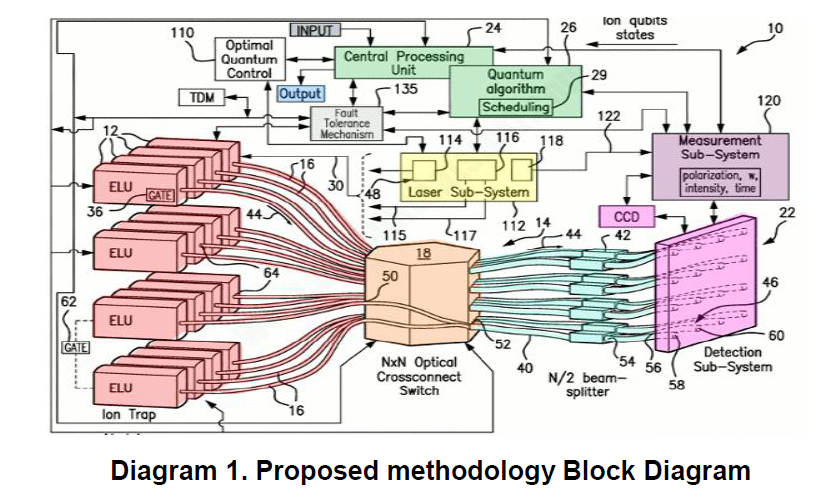 INPUT
24
26
Ion qubits
states
10
110
Optimal
Quantum
Control
Central Processing
Unit
Quantum
algorithm
Scheduling
29
Output
135
TDM
Fault
Tolerance
Mechanism
122
120
Measurement
Sub-System
polarization, w,
intensity, time
12
114
116
118
16
30
48
Laser Sub-System
112
ELU
36
GATE
44
115
117
14
44
42
CCD
22
18
ELU
64
50
46
62
ELU
GATE
52
40
54
56
58
60
Detection
Sub-System
NxN Optical
Crossconnect
Switch
N/2 beam-
splitter
ELU
16
Ion Trap
Diagram 1. Proposed methodology Block Diagram